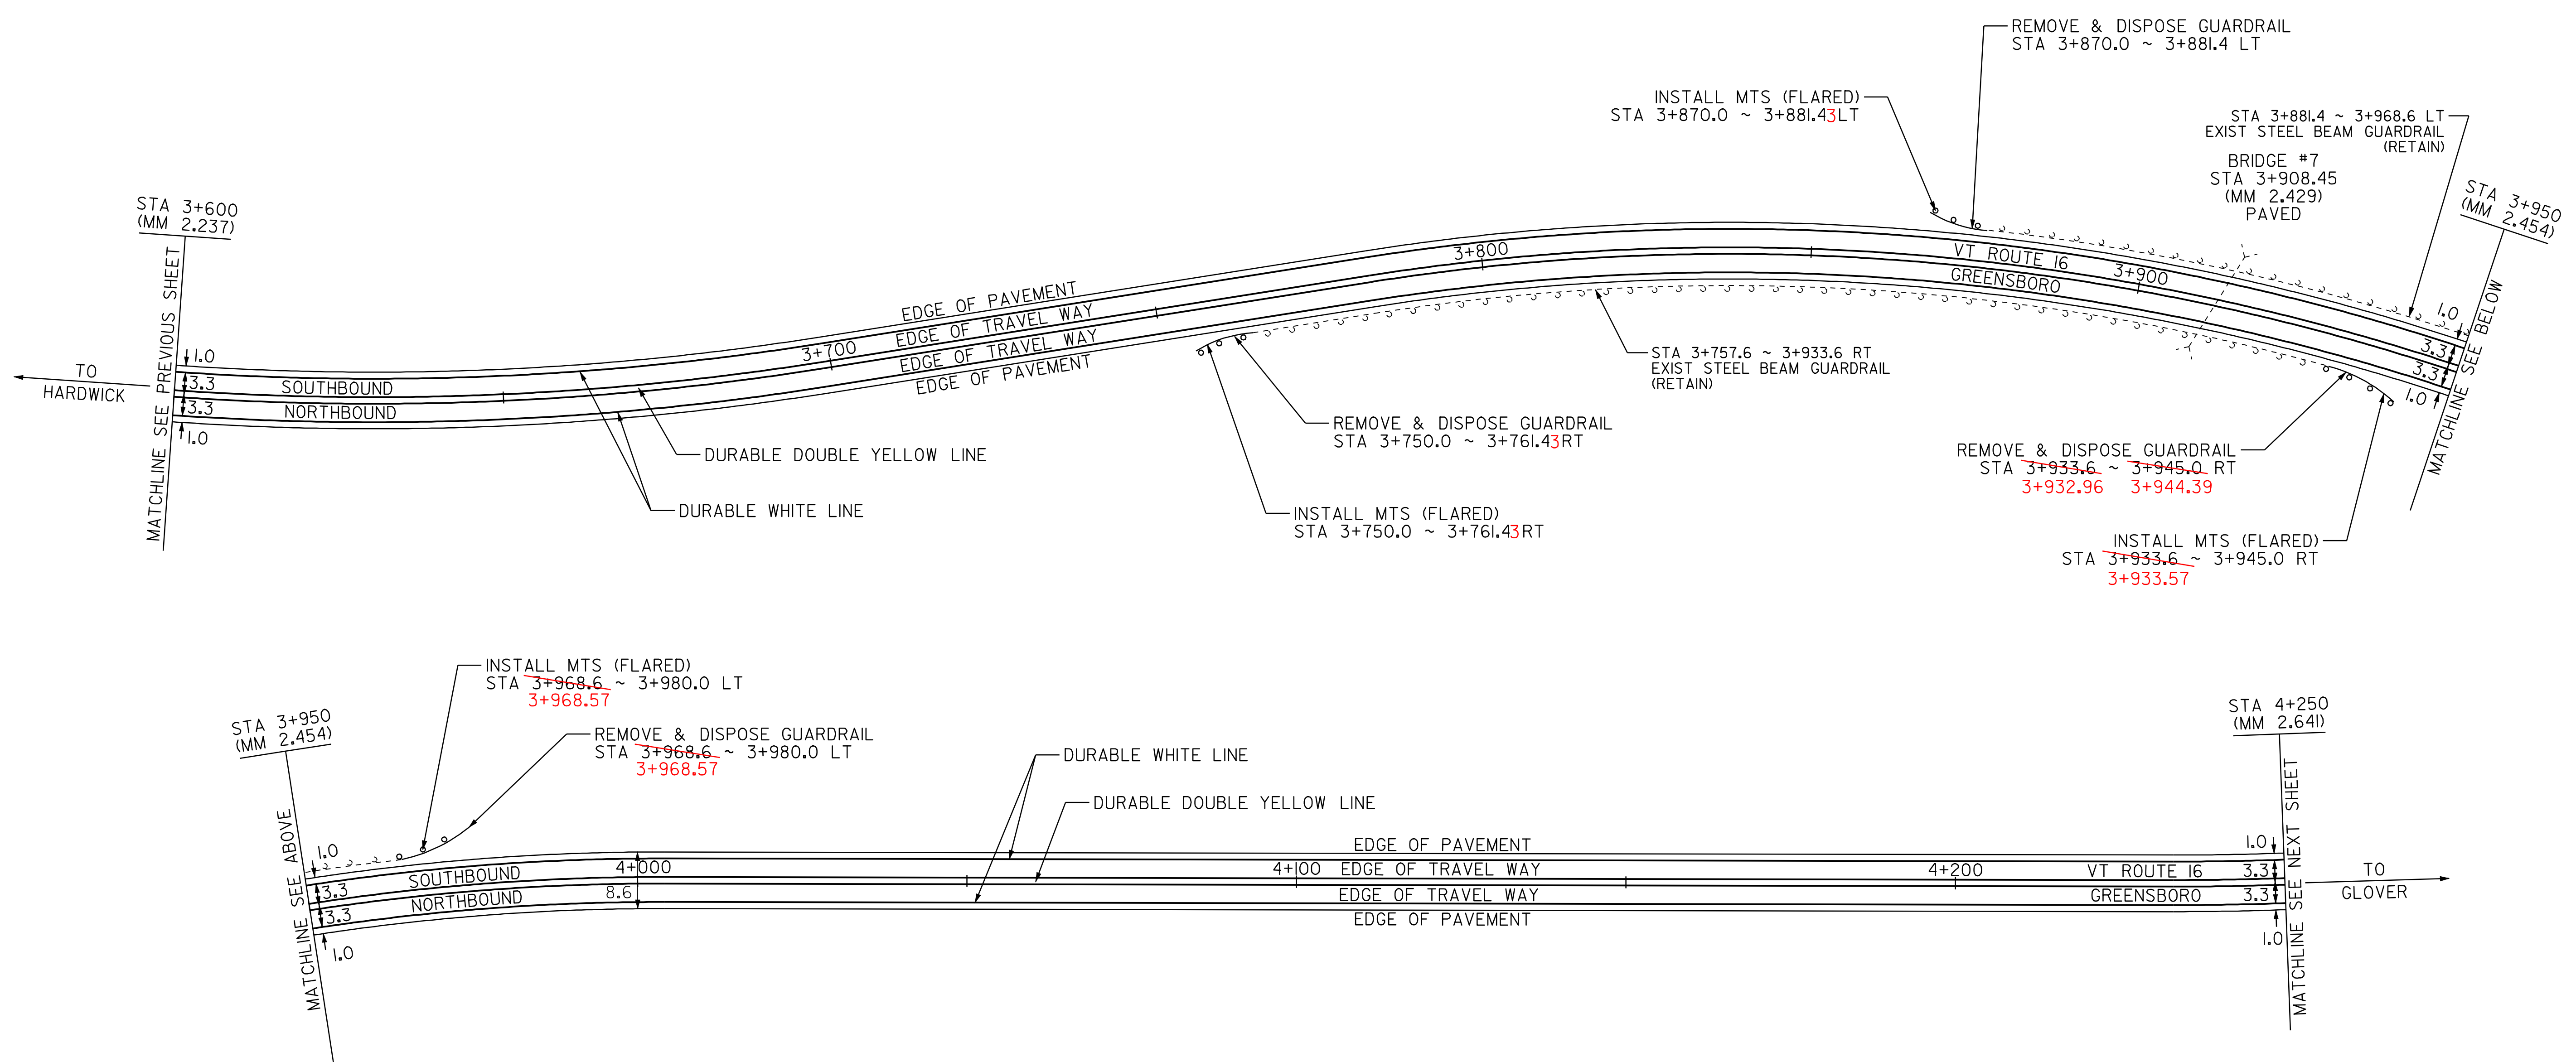 REMOVE & DISPOSE GUARDRAIL
STA 3+870.0 ~ 3+881.4 LT
INSTALL MTS (FLARED)
STA 3+870.0 ~ 3+881.43LT
STA 3+881.4 ~ 3+968.6 LT
EXIST STEEL BEAM GUARDRAIL
(RETAIN)
BRIDGE #7
STA 3+908.45
(MM 2.429)
PAVED
STA 3+950
(MM 2.454)
STA 3+600
(MM 2.237)
MATCHLINE SEE PREVIOUS SHEET
TO
HARDWICK
1.0
3.3
3.3
1.0
SOUTHBOUND
NORTHBOUND
3+700
EDGE OF PAVEMENT
EDGE OF TRAVEL WAY
EDGE OF TRAVEL WAY
EDGE OF PAVEMENT
3+800
VT ROUTE 16
GREENSBORO
3+900
1.0
3.3
3.3
1.0
MATCHLINE SEE BELOW
DURABLE DOUBLE YELLOW LINE
DURABLE WHITE LINE
STA 3+757.6 ~ 3+933.6 RT
EXIST STEEL BEAM GUARDRAIL
(RETAIN)
REMOVE & DISPOSE GUARDRAIL
STA 3+750.0 ~ 3+761.43RT
INSTALL MTS (FLARED)
STA 3+750.0 ~ 3+761.43RT
REMOVE & DISPOSE GUARDRAIL
STA 3+933.6 ~ 3+945.0 RT
3+932.96 3+944.39
INSTALL MTS (FLARED)
STA 3+933.6 ~ 3+945.0 RT
3+933.57
INSTALL MTS (FLARED)
STA 3+968.6 ~ 3+980.0 LT
3+968.57
REMOVE & DISPOSE GUARDRAIL
STA 3+968.6 ~ 3+980.0 LT
3+968.57
STA 3+950
(MM 2.454)
MATCHLINE SEE ABOVE
1.0
3.3
3.3
1.0
SOUTHBOUND
NORTHBOUND
4+000
8.6
DURABLE WHITE LINE
DURABLE DOUBLE YELLOW LINE
4+100
EDGE OF PAVEMENT
EDGE OF TRAVEL WAY
EDGE OF TRAVEL WAY
EDGE OF PAVEMENT
4+200
VT ROUTE 16
GREENSBORO
1.0
3.3
3.3
1.0
STA 4+250
(MM 2.641)
MATCHLINE SEE NEXT SHEET
TO
GLOVER